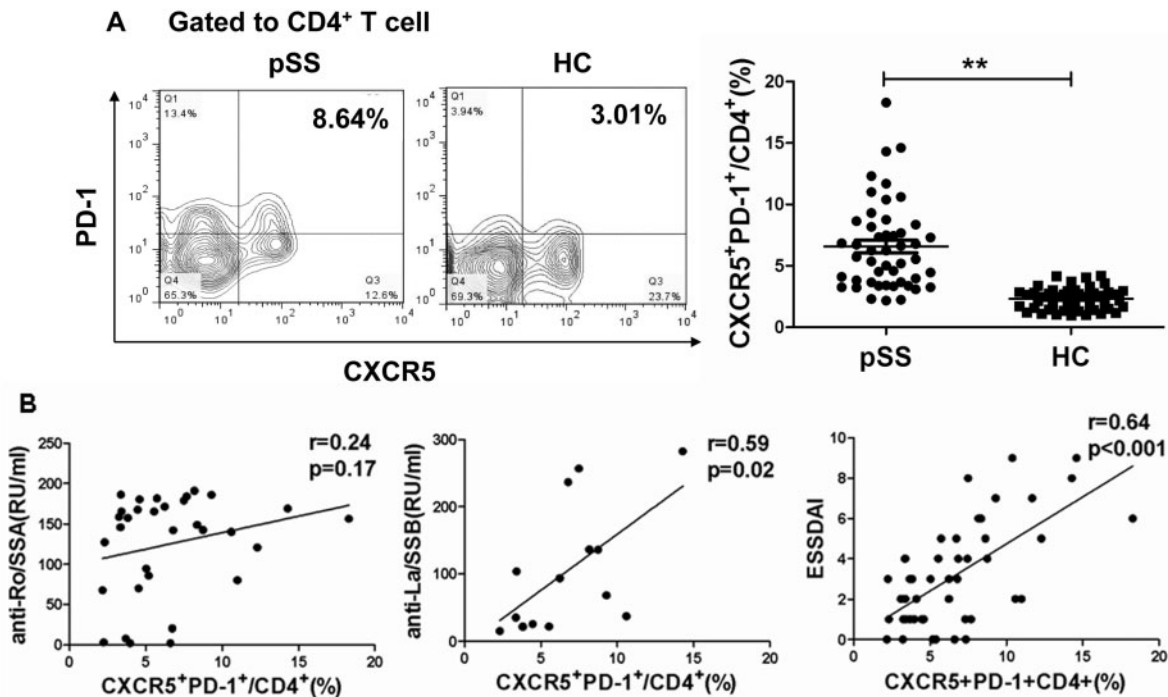 A Gated to CD4⁺ T cell
pSS
HC
Q1
13.4%
8.64%
Q4
65.3%
Q3
12.6%
10⁴
10³
10²
10¹
10⁰
10⁰ 10¹ 10² 10³ 10⁴
PD-1
Q1
3.94%
3.01%
Q4
69.3%
Q3
23.7%
10⁴
10³
10²
10¹
10⁰
10⁰ 10¹ 10² 10³ 10⁴
CXCR5
**
CXCR5⁺PD-1⁺/CD4⁺(%)
20
15
10
5
0
pSS HC
B
anti-Ro/SSA(RU/ml)
250
200
150
100
50
0
r=0.24
p=0.17
0 5 10 15 20
CXCR5⁺PD-1⁺/CD4⁺(%)
anti-La/SSB(RU/ml)
300
200
100
0
r=0.59
p=0.02
0 5 10 15 20
CXCR5⁺PD-1⁺/CD4⁺(%)
ESSDAI
10
8
6
4
2
0
r=0.64
p<0.001
0 5 10 15 20
CXCR5+PD-1+CD4+(%)